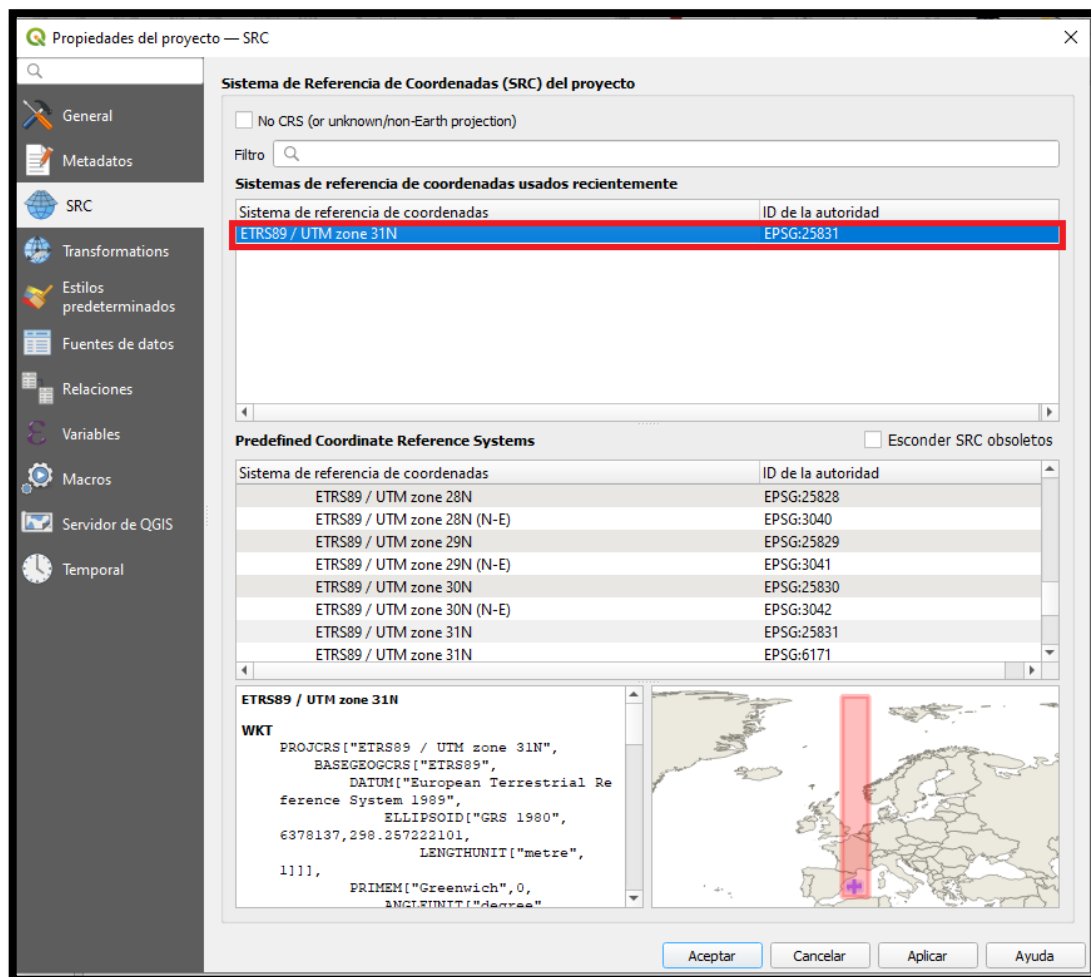 Propiedades del proyecto — SRC
General
Metadatos
SRC
Transformations
Estilos
predeterminados
Fuentes de datos
Relaciones
Variables
Macros
Servidor de QGIS
Temporal
Sistema de Referencia de Coordenadas (SRC) del proyecto
No CRS (or unknown/non-Earth projection)
Filtro
Sistemas de referencia de coordenadas usados recientemente
Sistema de referencia de coordenadas ID de la autoridad
ETRS89 / UTM zone 31N EPSG:25831
Predefined Coordinate Reference Systems Esconder SRC obsoletos
Sistema de referencia de coordenadas ID de la autoridad
ETRS89 / UTM zone 28N EPSG:25828
ETRS89 / UTM zone 28N (N-E) EPSG:3040
ETRS89 / UTM zone 29N EPSG:25829
ETRS89 / UTM zone 29N (N-E) EPSG:3041
ETRS89 / UTM zone 30N EPSG:25830
ETRS89 / UTM zone 30N (N-E) EPSG:3042
ETRS89 / UTM zone 31N EPSG:25831
ETRS89 / UTM zone 31N EPSG:6171
ETRS89 / UTM zone 31N
WKT
PROJCRS["ETRS89 / UTM zone 31N",
BASEGEOGCRS["ETRS89",
DATUM["European Terrestrial Re
ference System 1989",
ELLIPSOID["GRS 1980",
6378137,298.257222101,
LENGTHUNIT["metre",
1]]],
PRIMEM["Greenwich",0,
ANGLEUNIT["degree"
Aceptar Cancelar Aplicar Ayuda